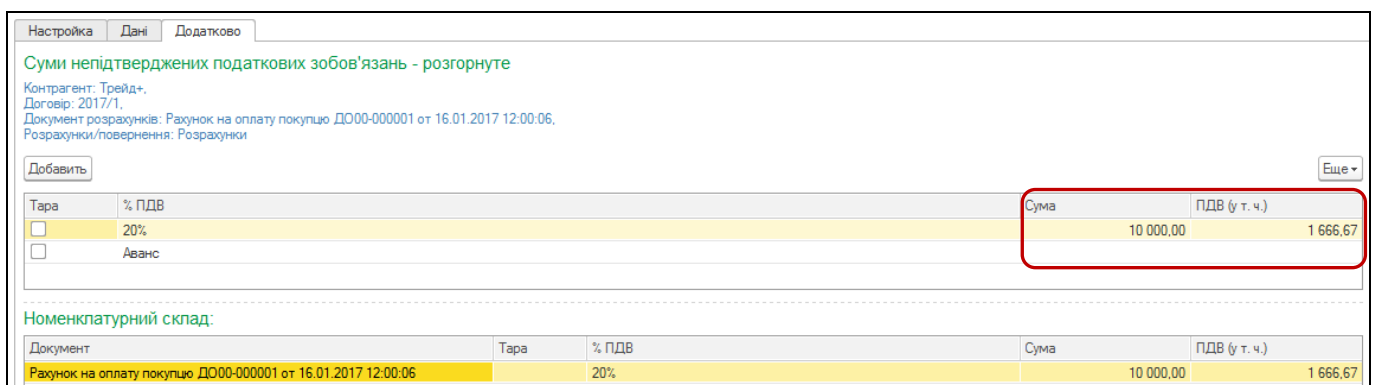 Настройка Дані Додатково
Суми непідтверджених податкових зобов'язань - розгорнуте
Контрагент: Трейд+,
Договір: 2017/1,
Документ розрахунків: Рахунок на оплату покупцю ДО00-000001 от 16.01.2017 12:00:06,
Розрахунки/повернення: Розрахунки
Добавить Еще
Тара % ПДВ Сума ПДВ (у т. ч.)
20% 10 000,00 1 666,67
Аванс
Номенклатурний склад:
Документ Тара % ПДВ Сума ПДВ (у т. ч.)
Рахунок на оплату покупцю ДО00-000001 от 16.01.2017 12:00:06 20% 10 000,00 1 666,67